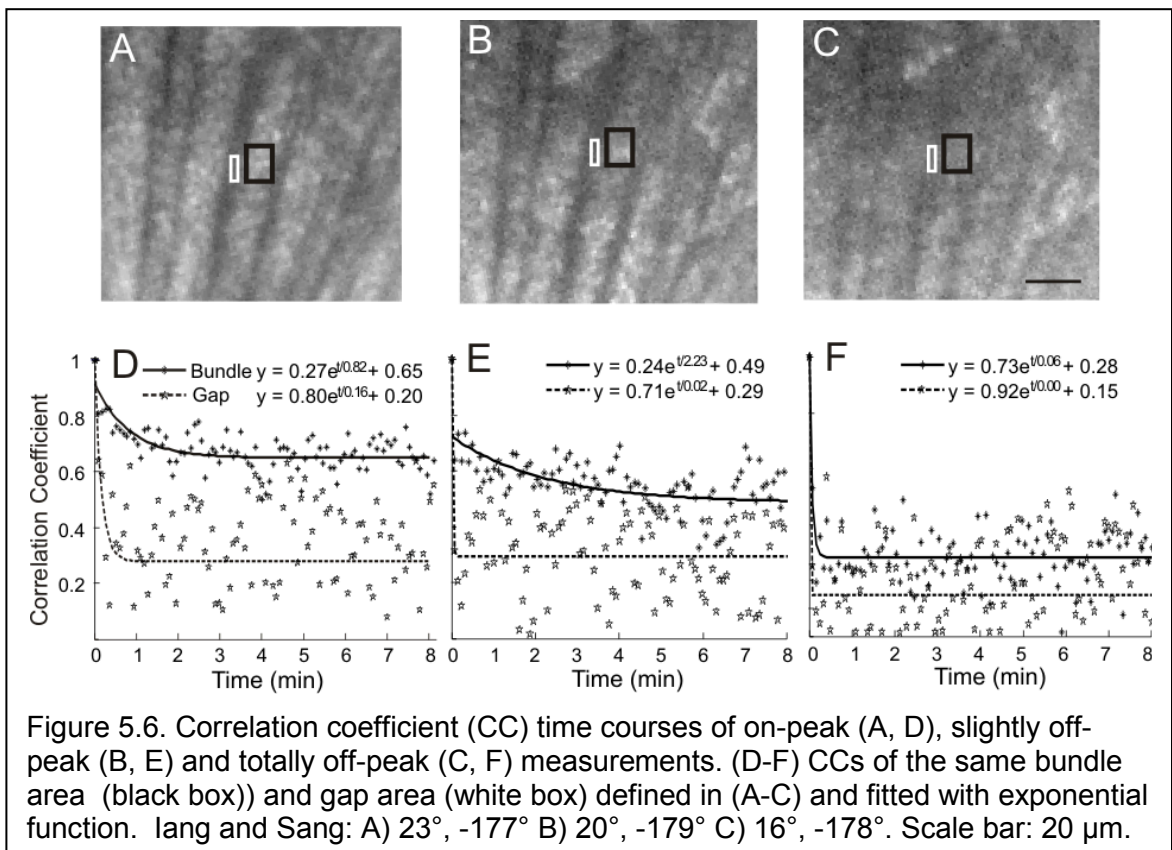 A
B
C
D
Bundle y = 0.27e^t/0.82 + 0.65
Gap y = 0.80e^t/0.16 + 0.20
E
y = 0.24e^t/2.23 + 0.49
y = 0.71e^t/0.02 + 0.29
F
y = 0.73e^t/0.06 + 0.28
y = 0.92e^t/0.00 + 0.15
Correlation Coefficient
1
0.8
0.6
0.4
0.2
0 1 2 3 4 5 6 7 8
0 1 2 3 4 5 6 7 8
0 1 2 3 4 5 6 7 8
Time (min)
Time (min)
Time (min)
Figure 5.6. Correlation coefficient (CC) time courses of on-peak (A, D), slightly off-
peak (B, E) and totally off-peak (C, F) measurements. (D-F) CCs of the same bundle
area (black box)) and gap area (white box) defined in (A-C) and fitted with exponential
function. Iang and Sang: A) 23°, -177° B) 20°, -179° C) 16°, -178°. Scale bar: 20 µm.